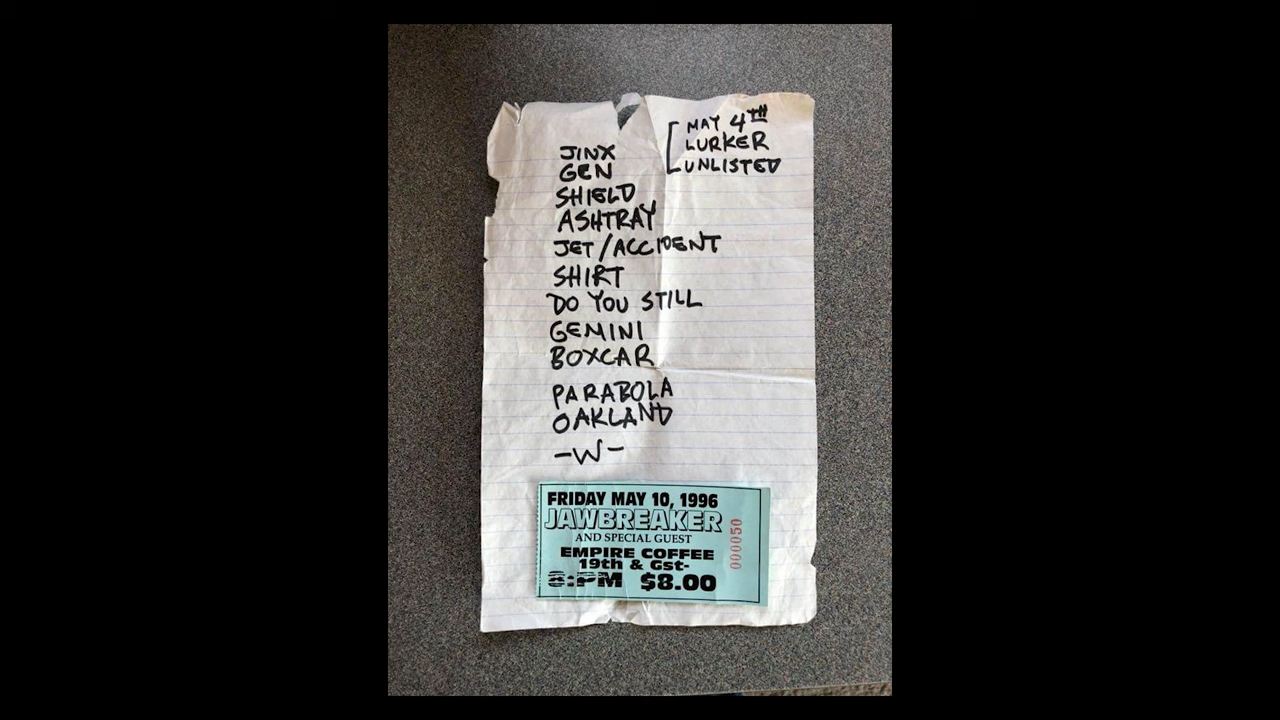 MAY 4TH
LURKER
UNLISTED
JINX
GEN
SHIELD
ASHTRAY
JET/ACCIDENT
SHIRT
DO YOU STILL
GEMINI
BOXCAR
PARABOLA
OAKLAND
-W-
FRIDAY MAY 10, 1996
JAWBREAKER
AND SPECIAL GUEST
EMPIRE COFFEE
19th & Gst-
8:PM $8.00
000050